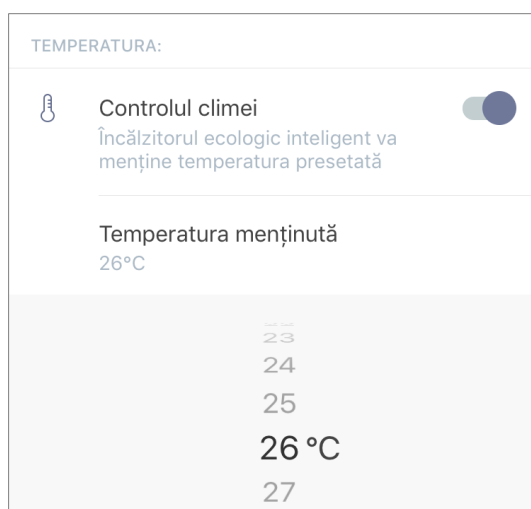 TEMPERATURA:
Controlul climei
Încălzitorul ecologic inteligent va
menține temperatura presetată
Temperatura menținută
26°C
23
24
25
26 °C
27